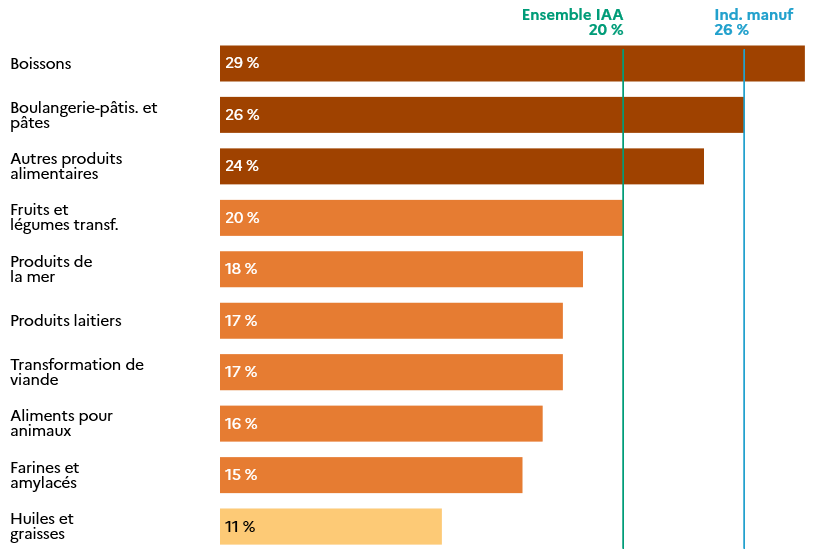 Ensemble IAA
20 %
Ind. manuf
26 %
Boissons
29 %
Boulangerie-pâtis. et
pâtes
26 %
Autres produits
alimentaires
24 %
Fruits et
légumes transf.
20 %
Produits de
la mer
18 %
Produits laitiers
17 %
Transformation de
viande
17 %
Aliments pour
animaux
16 %
Farines et
amylacés
15 %
Huiles et
graisses
11 %